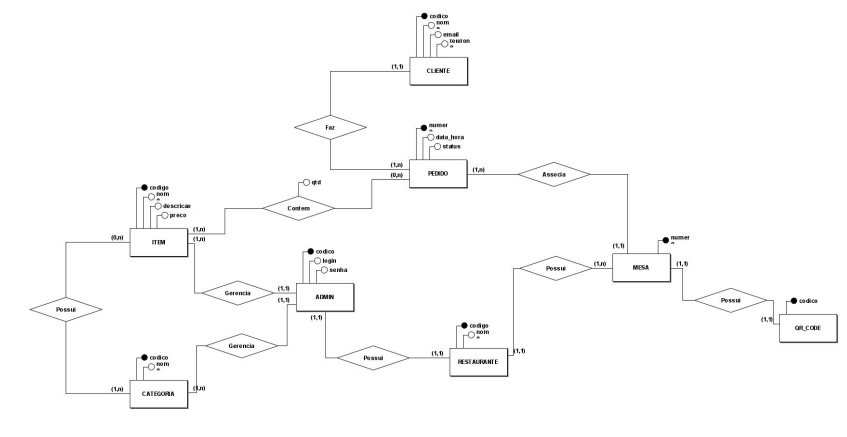 codico
nom
email
(1,1)
CLIENTE
Faz
numer
data_hora
status
(1,n)
(0,n)
PEDIDO
(1,n)
Associa
qtd
Contem
codigo
nom
descricao
preco
(0,n)
ITEM
(1,n)
(1,n)
Possui
Gerencia
codico
login
senha
(1,1)
(1,1)
ADMIN
(1,1)
Possui
(1,n)
(1,1)
numer
MESA
(1,1)
Possui
codico
(1,1)
QR_CODE
Gerencia
Possui
codigo
nom
(1,1)
RESTAURANTE
(1,1)
codico
nom
(1,n)
CATEGORIA
(1,n)